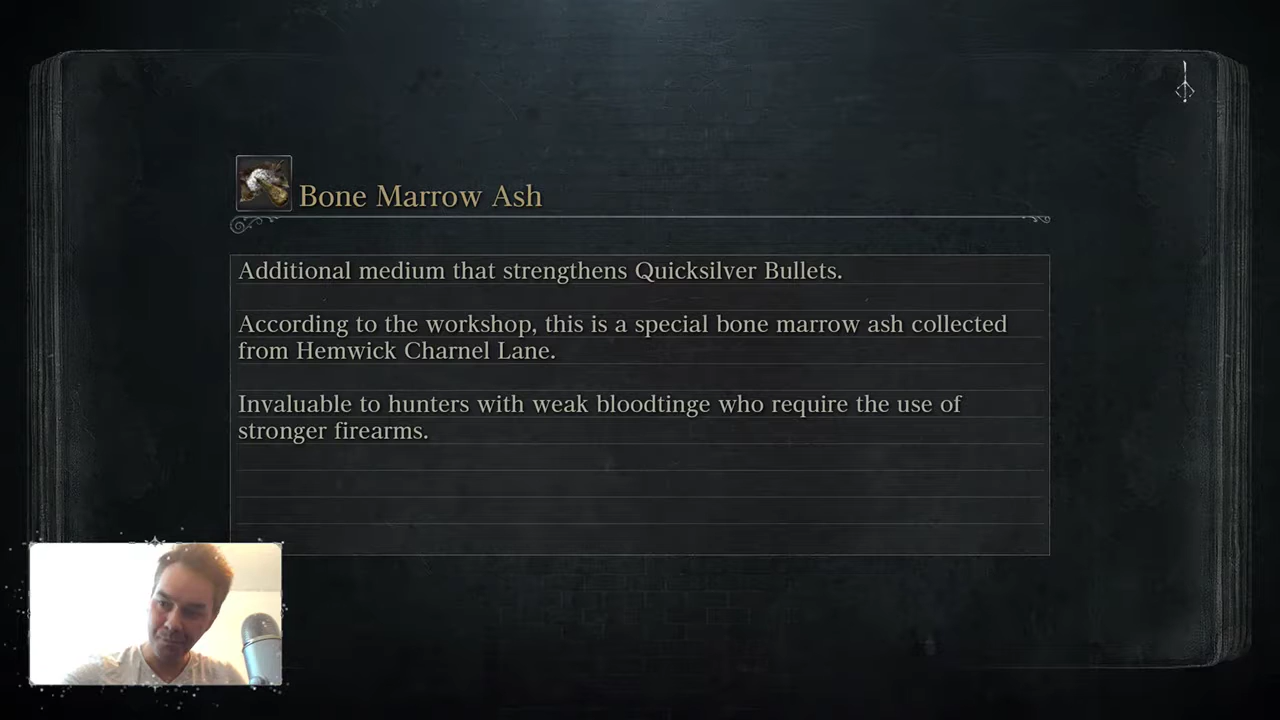 Bone Marrow Ash
Additional medium that strengthens Quicksilver Bullets.
According to the workshop, this is a special bone marrow ash collected
from Hemwick Charnel Lane.
Invaluable to hunters with weak bloodtinge who require the use of
stronger firearms.